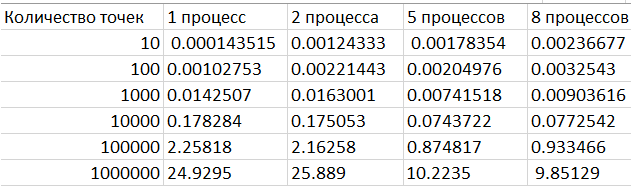 Количество точек 1 процесс 2 процесса 5 процессов 8 процессов
10 0.000143515 0.00124333 0.00178354 0.00236677
100 0.00102753 0.00221443 0.00204976 0.0032543
1000 0.0142507 0.0163001 0.00741518 0.00903616
10000 0.178284 0.175053 0.0743722 0.0772542
100000 2.25818 2.16258 0.874817 0.933466
1000000 24.9295 25.889 10.2235 9.85129